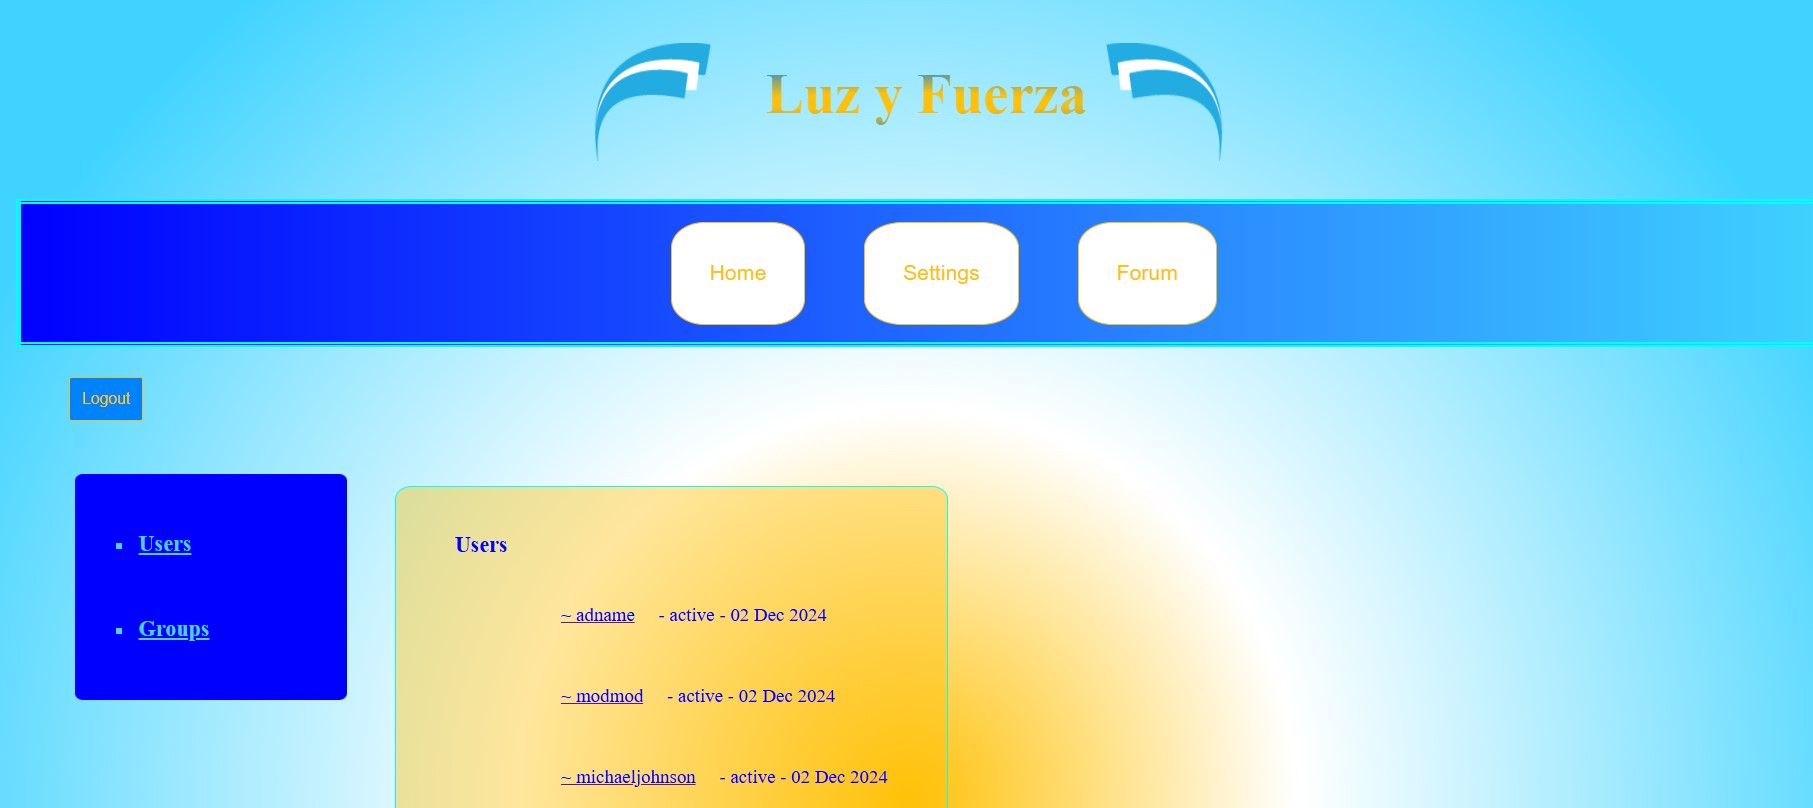 Luz y Fuerza
Home Settings Forum
Logout
Users
Groups
Users
~ adname - active - 02 Dec 2024
~ modmod - active - 02 Dec 2024
~ michaeljohnson - active - 02 Dec 2024